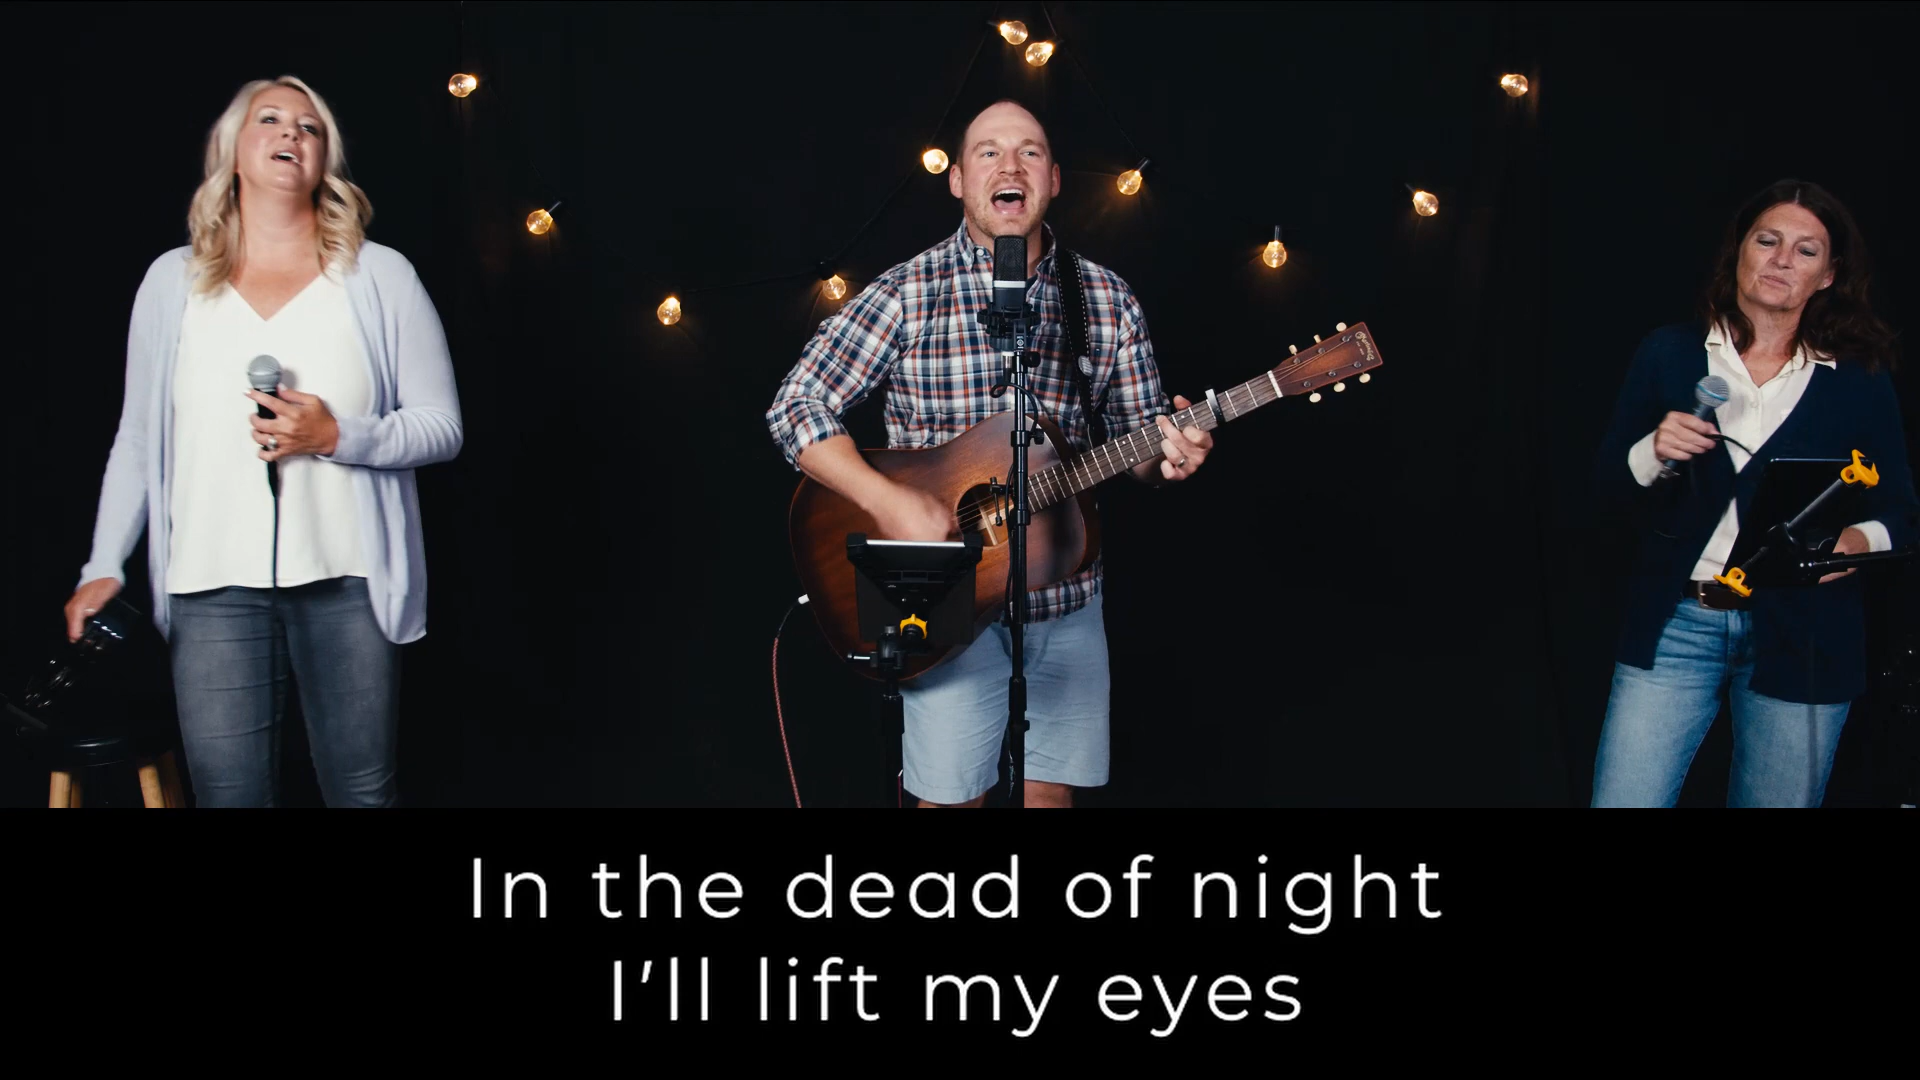 In the dead of night
I'll lift my eyes